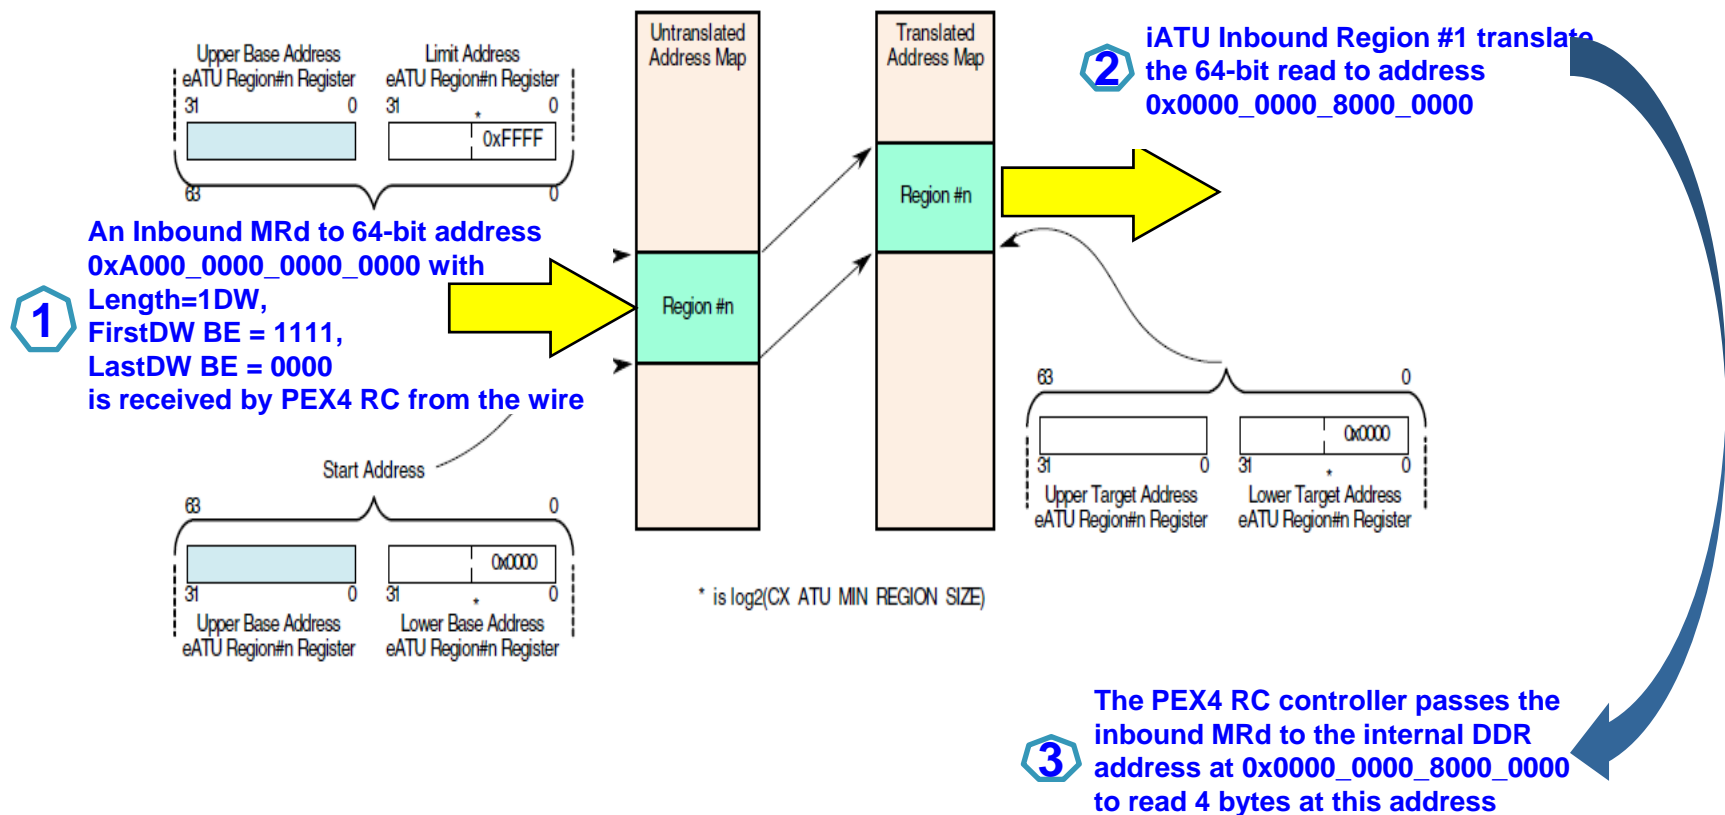 Upper Base Address
eATU Region#n Register
31 0
Limit Address
eATU Region#n Register
31 * 0
0xFFFF
63 0
Untranslated
Address Map
Translated
Address Map
2
iATU Inbound Region #1 translate
the 64-bit read to address
0x0000_0000_8000_0000
1
An Inbound MRd to 64-bit address
0xA000_0000_0000_0000 with
Length=1DW,
FirstDW BE = 1111,
LastDW BE = 0000
is received by PEX4 RC from the wire
Region #n
Region #n
Start Address
63 0
0x0000
31 0
31 * 0
Upper Base Address
eATU Region#n Register
Lower Base Address
eATU Region#n Register
63 0
0x0000
31 0
31 * 0
Upper Target Address
eATU Region#n Register
Lower Target Address
eATU Region#n Register
* is log2(CX ATU MIN REGION SIZE)
3
The PEX4 RC controller passes the
inbound MRd to the internal DDR
address at 0x0000_0000_8000_0000
to read 4 bytes at this address